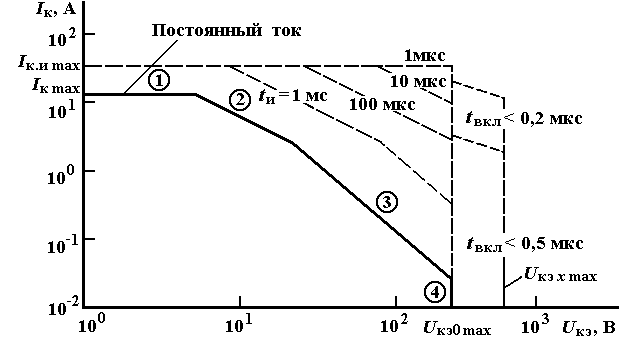 Iк, А
10²
Постоянный ток
Iк.и max
1мкс
①
10 мкс
Iк max
②
tи = 1 мс
100 мкс
10¹
tвкл < 0,2 мкс
10⁰
③
10⁻¹
tвкл < 0,5 мкс
④
Uкэ x max
10⁻²
10⁰
10¹
10²
Uкэ0 max
10³
Uкэ, В